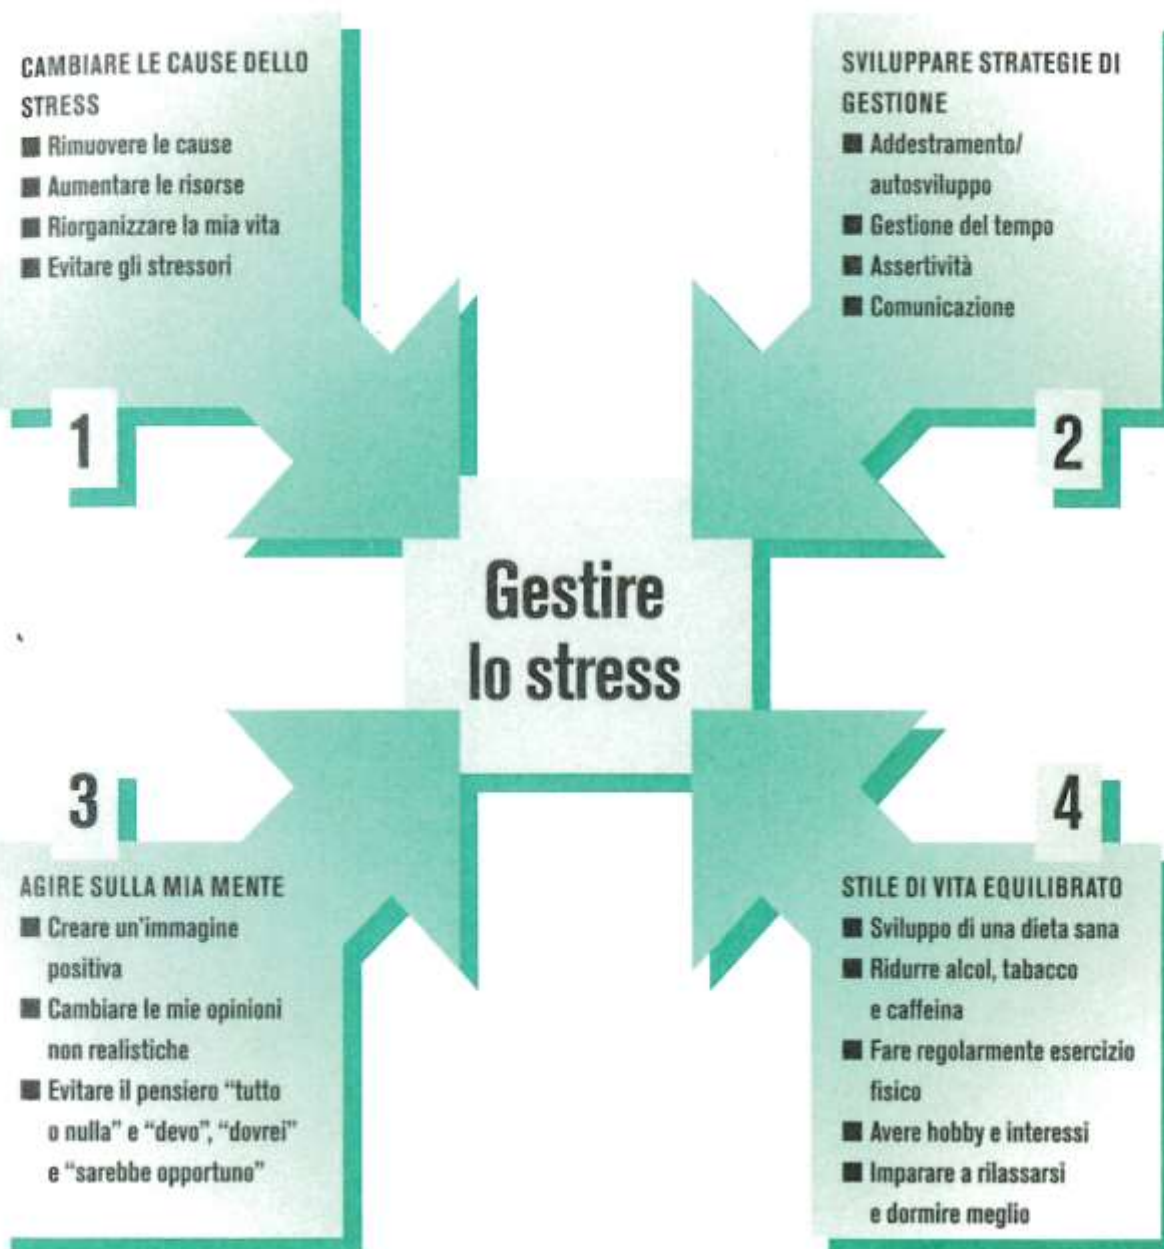 CAMBIARE LE CAUSE DELLO
STRESS
■ Rimuovere le cause
■ Aumentare le risorse
■ Riorganizzare la mia vita
■ Evitare gli stressori
1
SVILUPPARE STRATEGIE DI
GESTIONE
■ Addestramento/
autosviluppo
■ Gestione del tempo
■ Assertività
■ Comunicazione
2
Gestire
lo stress
3
AGIRE SULLA MIA MENTE
■ Creare un'immagine
positiva
■ Cambiare le mie opinioni
non realistiche
■ Evitare il pensiero “tutto
o nulla” e “devo”, “dovrei”
e “sarebbe opportuno”
4
STILE DI VITA EQUILIBRATO
■ Sviluppo di una dieta sana
■ Ridurre alcol, tabacco
e caffeina
■ Fare regolarmente esercizio
fisico
■ Avere hobby e interessi
■ Imparare a rilassarsi
e dormire meglio